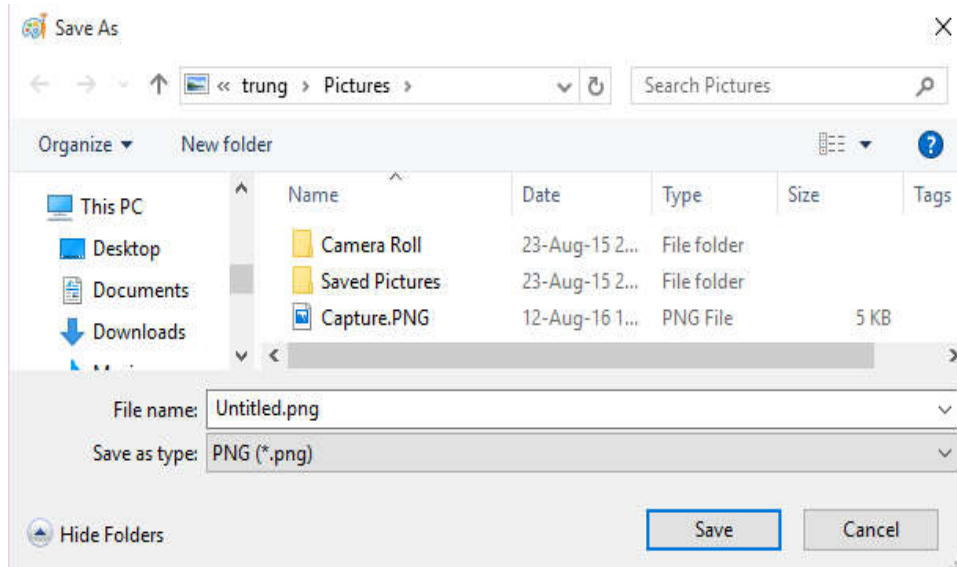 Save As
« trung > Pictures >
Search Pictures
Organize
New folder
Name Date Type Size Tags
This PC
Desktop
Documents
Downloads
Camera Roll 23-Aug-15 2... File folder
Saved Pictures 23-Aug-15 2... File folder
Capture.PNG 12-Aug-16 1... PNG File 5 KB
File name: Untitled.png
Save as type: PNG (*.png)
Hide Folders
Save
Cancel